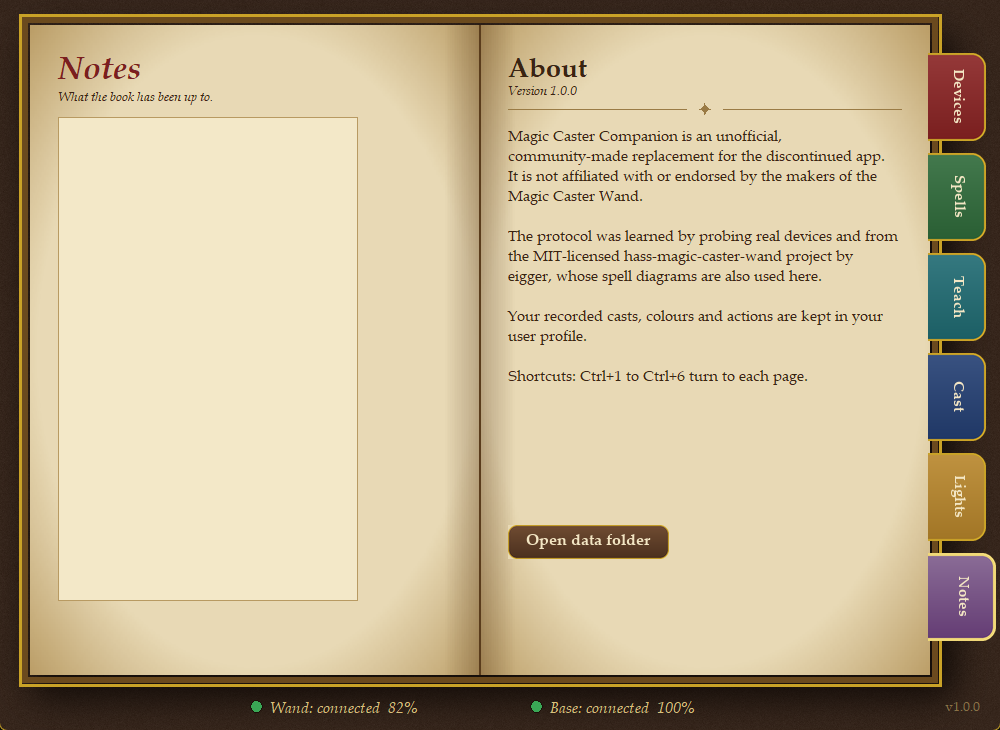 Notes
What the book has been up to.
About
Version 1.0.0
Magic Caster Companion is an unofficial,
community-made replacement for the discontinued app.
It is not affiliated with or endorsed by the makers of the
Magic Caster Wand.
The protocol was learned by probing real devices and from
the MIT-licensed hass-magic-caster-wand project by
eigger, whose spell diagrams are also used here.
Your recorded casts, colours and actions are kept in your
user profile.
Shortcuts: Ctrl+1 to Ctrl+6 turn to each page.
Open data folder
Devices
Spells
Teach
Cast
Lights
Notes
Wand: connected 82%
Base: connected 100%
v1.0.0